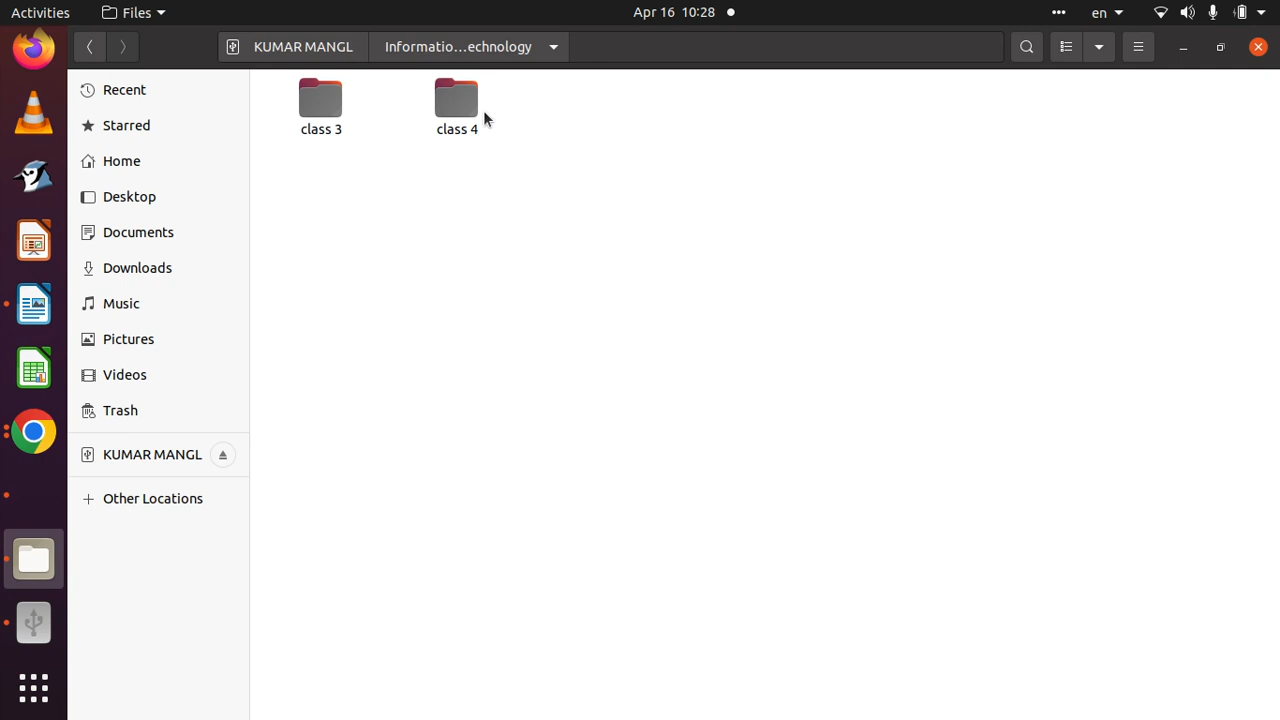 Activities Files Apr 16 10:28 en
KUMAR MANGL Informatio...echnology
Recent
Starred
Home
Desktop
Documents
Downloads
Music
Pictures
Videos
Trash
KUMAR MANGL
Other Locations
class 3 class 4